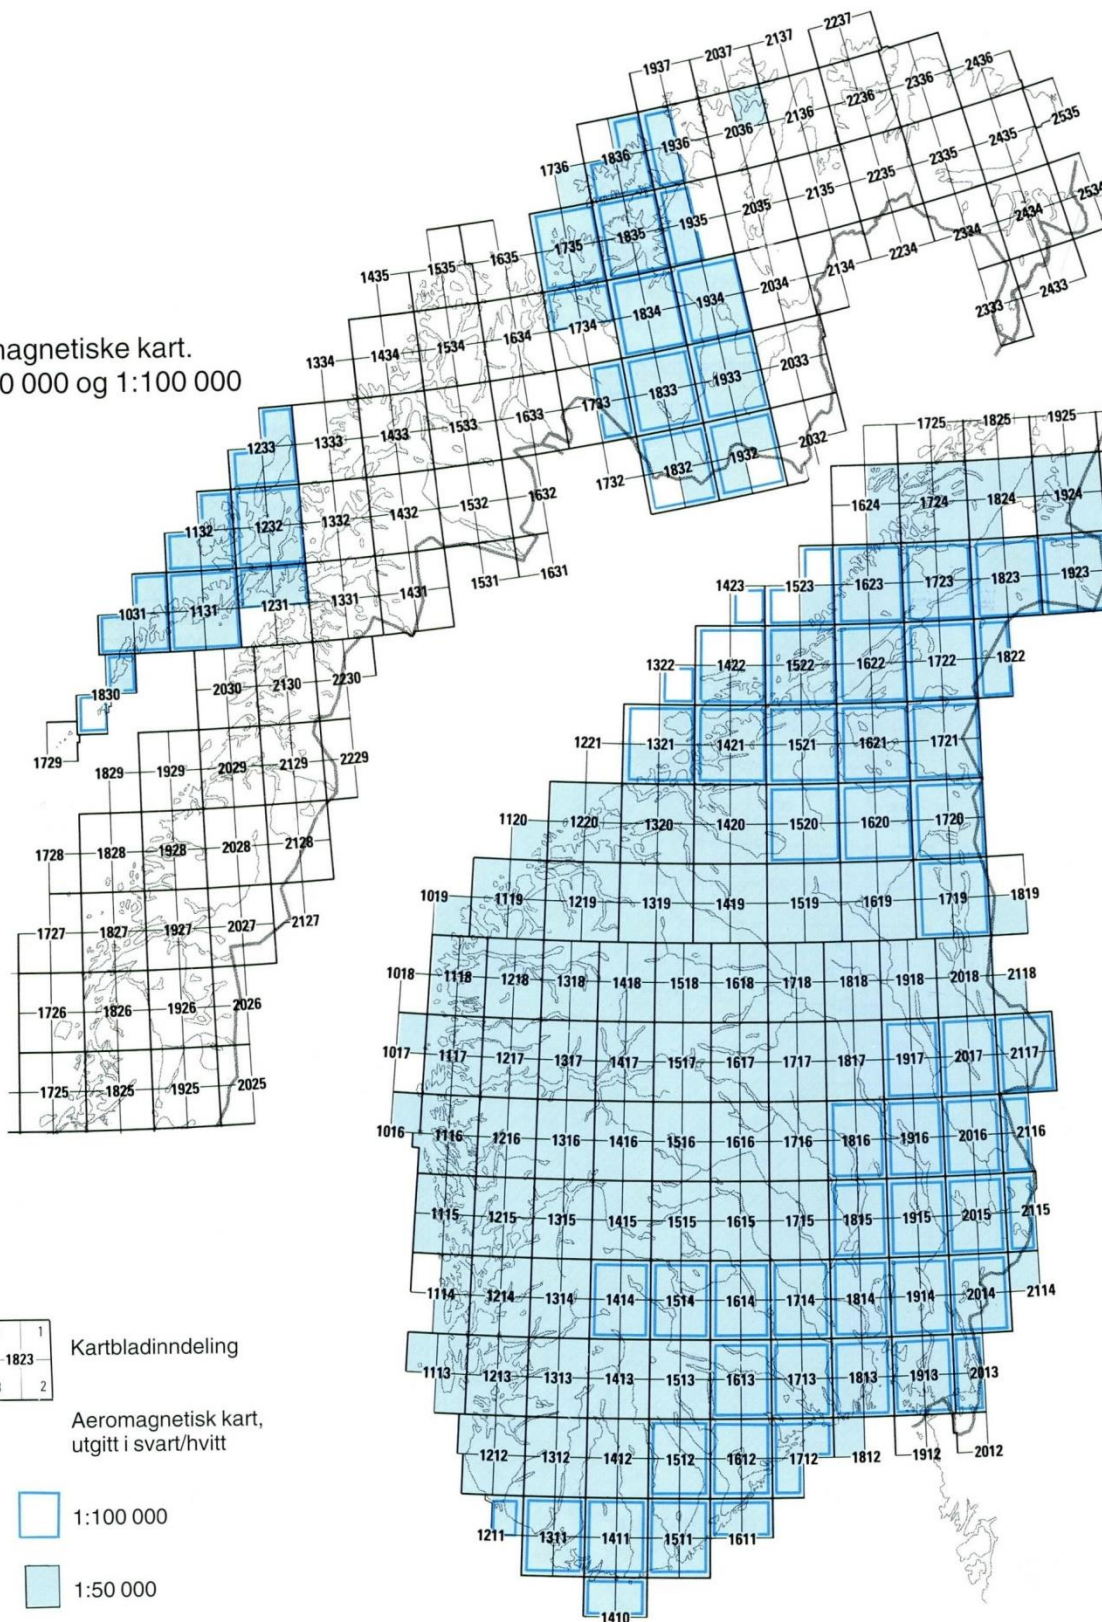 magnetiske kart.
0 000 og 1:100 000
2237
1937 2037 2137
1736 1836 1936 2036 2136 2236 2336 2436
1435 1535 1635 1735 1835 1935 2035 2135 2235 2335 2435 2535
1334 1434 1534 1634 1734 1834 1934 2034 2134 2234 2334 2434 2534
1233 1333 1433 1533 1633 1733 1833 1933 2033 2333 2433
1132 1232 1332 1432 1532 1632 1732 1832 1932 2032
1031 1131 1231 1331 1431 1531 1631
1830 2030 2130 2230
1729 1829 1929 2029 2129 2229
1728 1828 1928 2028 2128
1727 1827 1927 2027 2127
1726 1826 1926 2026
1725 1825 1925 2025
1725 1825 1925
1624 1724 1824 1924
1423 1523 1623 1723 1823 1923
1322 1422 1522 1622 1722 1822
1221 1321 1421 1521 1621 1721
1120 1220 1320 1420 1520 1620 1720
1019 1119 1219 1319 1419 1519 1619 1719 1819
1018 1118 1218 1318 1418 1518 1618 1718 1818 1918 2018 2118
1017 1117 1217 1317 1417 1517 1617 1717 1817 1917 2017 2117
1016 1116 1216 1316 1416 1516 1616 1716 1816 1916 2016 2116
1115 1215 1315 1415 1515 1615 1715 1815 1915 2015 2115
1114 1214 1314 1414 1514 1614 1714 1814 1914 2014 2114
1113 1213 1313 1413 1513 1613 1713 1813 1913 2013
1212 1312 1412 1512 1612 1712 1812 1912 2012
1211 1311 1411 1511 1611
1410
1
1823
2
Kartbladinndeling
Aeromagnetisk kart,
utgitt i svart/hvitt
1:100 000
1:50 000